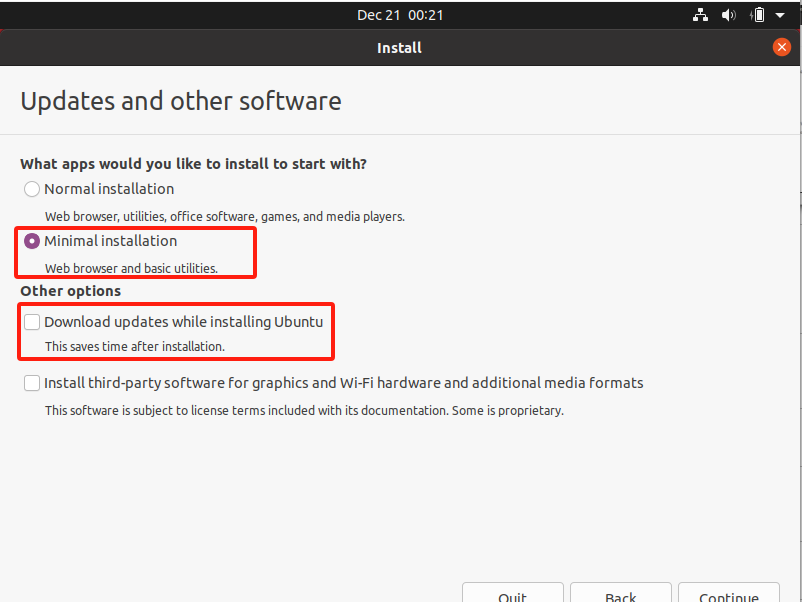 Dec 21 00:21
Install
Updates and other software
What apps would you like to install to start with?
Normal installation
Web browser, utilities, office software, games, and media players.
Minimal installation
Web browser and basic utilities.
Other options
Download updates while installing Ubuntu
This saves time after installation.
Install third-party software for graphics and Wi-Fi hardware and additional media formats
This software is subject to license terms included with its documentation. Some is proprietary.
Quit
Back
Continue